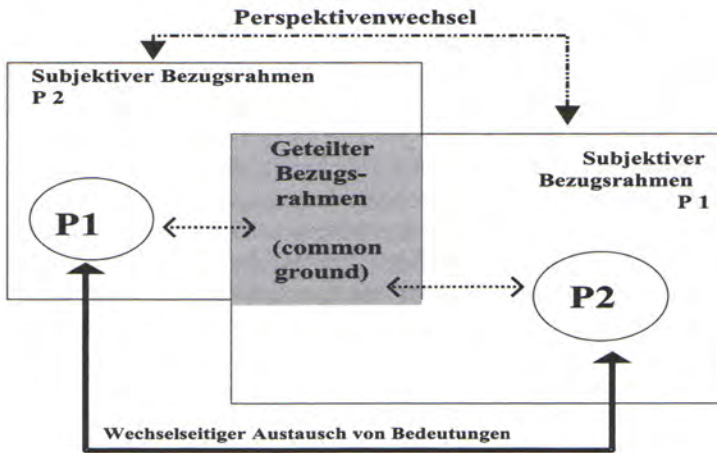 Perspektivenwechsel
Subjektiver Bezugsrahmen
P 2
Geteilter
Bezugs-
rahmen
(common
ground)
Subjektiver
Bezugsrahmen
P 1
P1
P2
Wechselseitiger Austausch von Bedeutungen